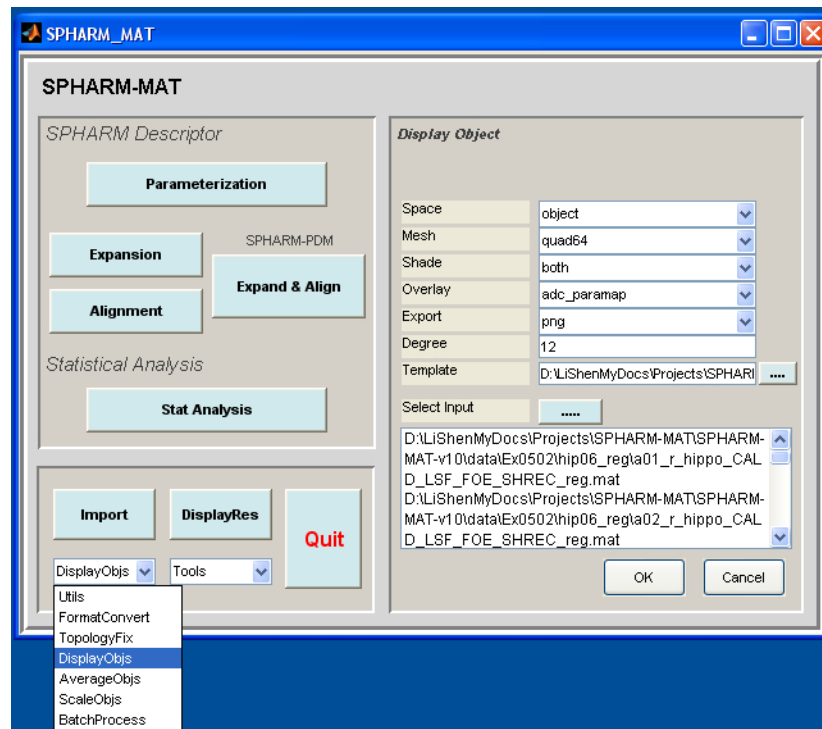 SPHARM_MAT
SPHARM-MAT
SPHARM Descriptor
Parameterization
Expansion
SPHARM-PDM
Expand & Align
Alignment
Statistical Analysis
Stat Analysis
Import
DisplayRes
Quit
DisplayObjs
Tools
Utils
FormatConvert
TopologyFix
DisplayObjs
AverageObjs
ScaleObjs
BatchProcess
Display Object
Space object
Mesh quad64
Shade both
Overlay adc_paramap
Export png
Degree 12
Template D:\LiShenMyDocs\Projects\SPHARI ....
Select Input .....
D:\LiShenMyDocs\Projects\SPHARM-MAT\SPHARM-
MAT-v10\data\Ex0502\hip06_reg\a01_r_hippo_CAL
D_LSF_FOE_SHREC_reg.mat
D:\LiShenMyDocs\Projects\SPHARM-MAT\SPHARM-
MAT-v10\data\Ex0502\hip06_reg\a02_r_hippo_CAL
D_LSF_FOE_SHREC_reg.mat
OK Cancel